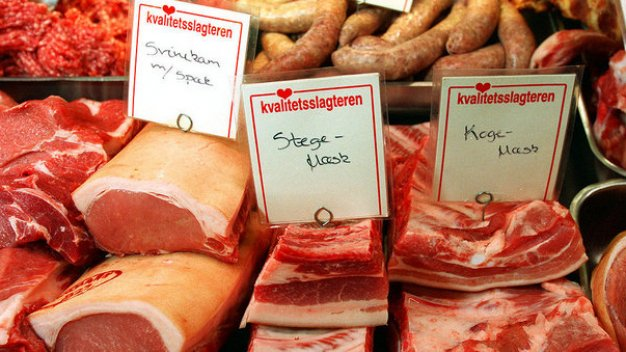 kvalitetsslagteren
Svinekam
m/spæk
kvalitetsslagteren
Stege-
flæsk
kvalitetsslagteren
Koge-
flæsk